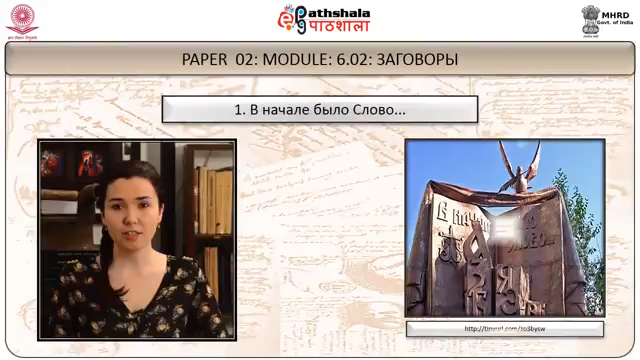 Pathshala
पाठशाला
MHRD
Govt. of India
PAPER 02: MODULE: 6.02: ЗАГОВОРЫ
1. В начале было Слово...
http://tinyurl.com/zo3bysw